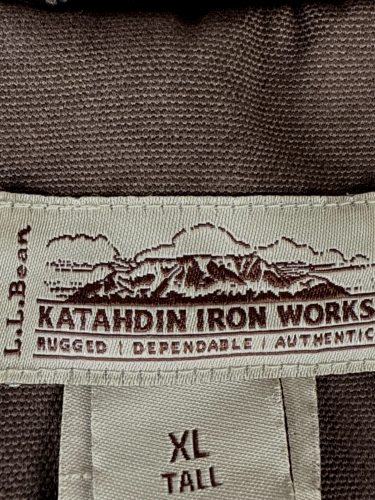 L.L.Bean
KATAHDIN IRON WORKS
RUGGED | DEPENDABLE | AUTHENTIC
XL
TALL